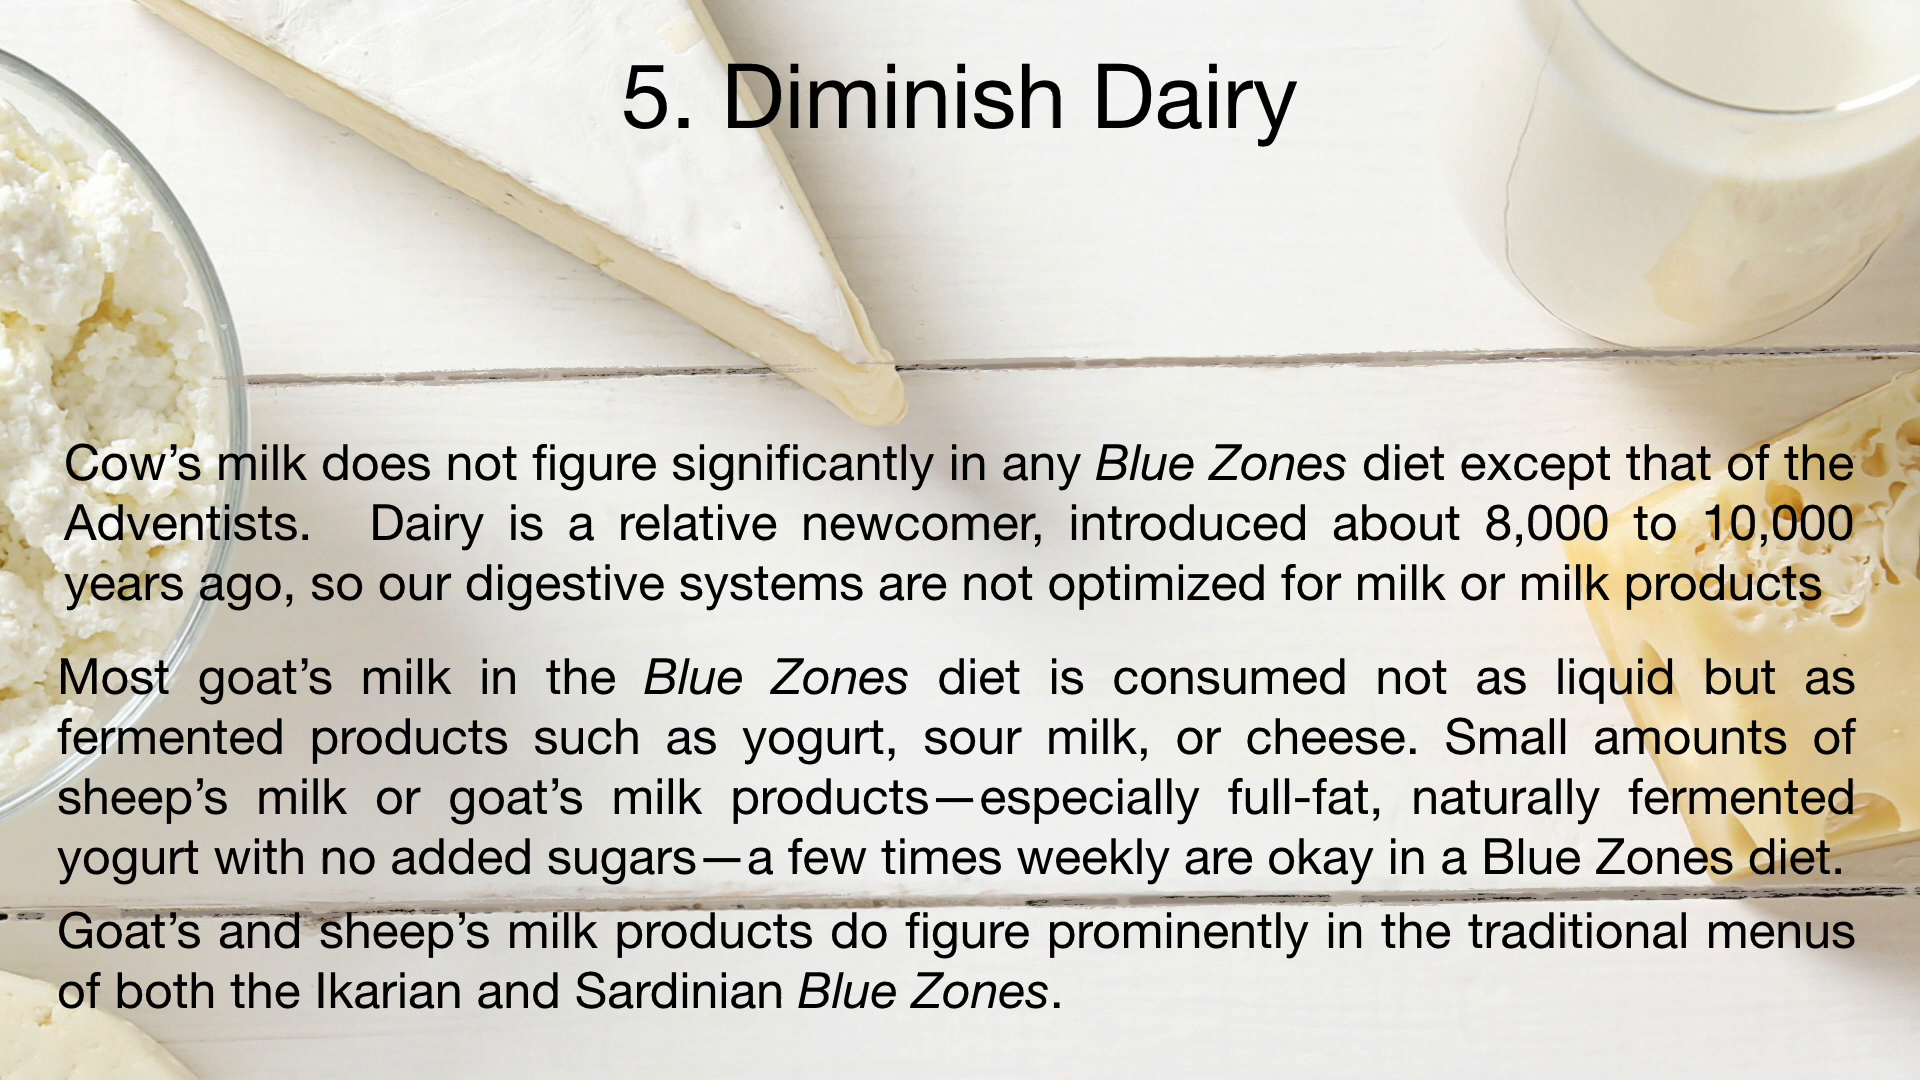 5. Diminish Dairy
Cow’s milk does not figure significantly in any Blue Zones diet except that of the
Adventists. Dairy is a relative newcomer, introduced about 8,000 to 10,000
years ago, so our digestive systems are not optimized for milk or milk products
Most goat’s milk in the Blue Zones diet is consumed not as liquid but as
fermented products such as yogurt, sour milk, or cheese. Small amounts of
sheep’s milk or goat’s milk products—especially full-fat, naturally fermented
yogurt with no added sugars—a few times weekly are okay in a Blue Zones diet.
Goat’s and sheep’s milk products do figure prominently in the traditional menus
of both the Ikarian and Sardinian Blue Zones.